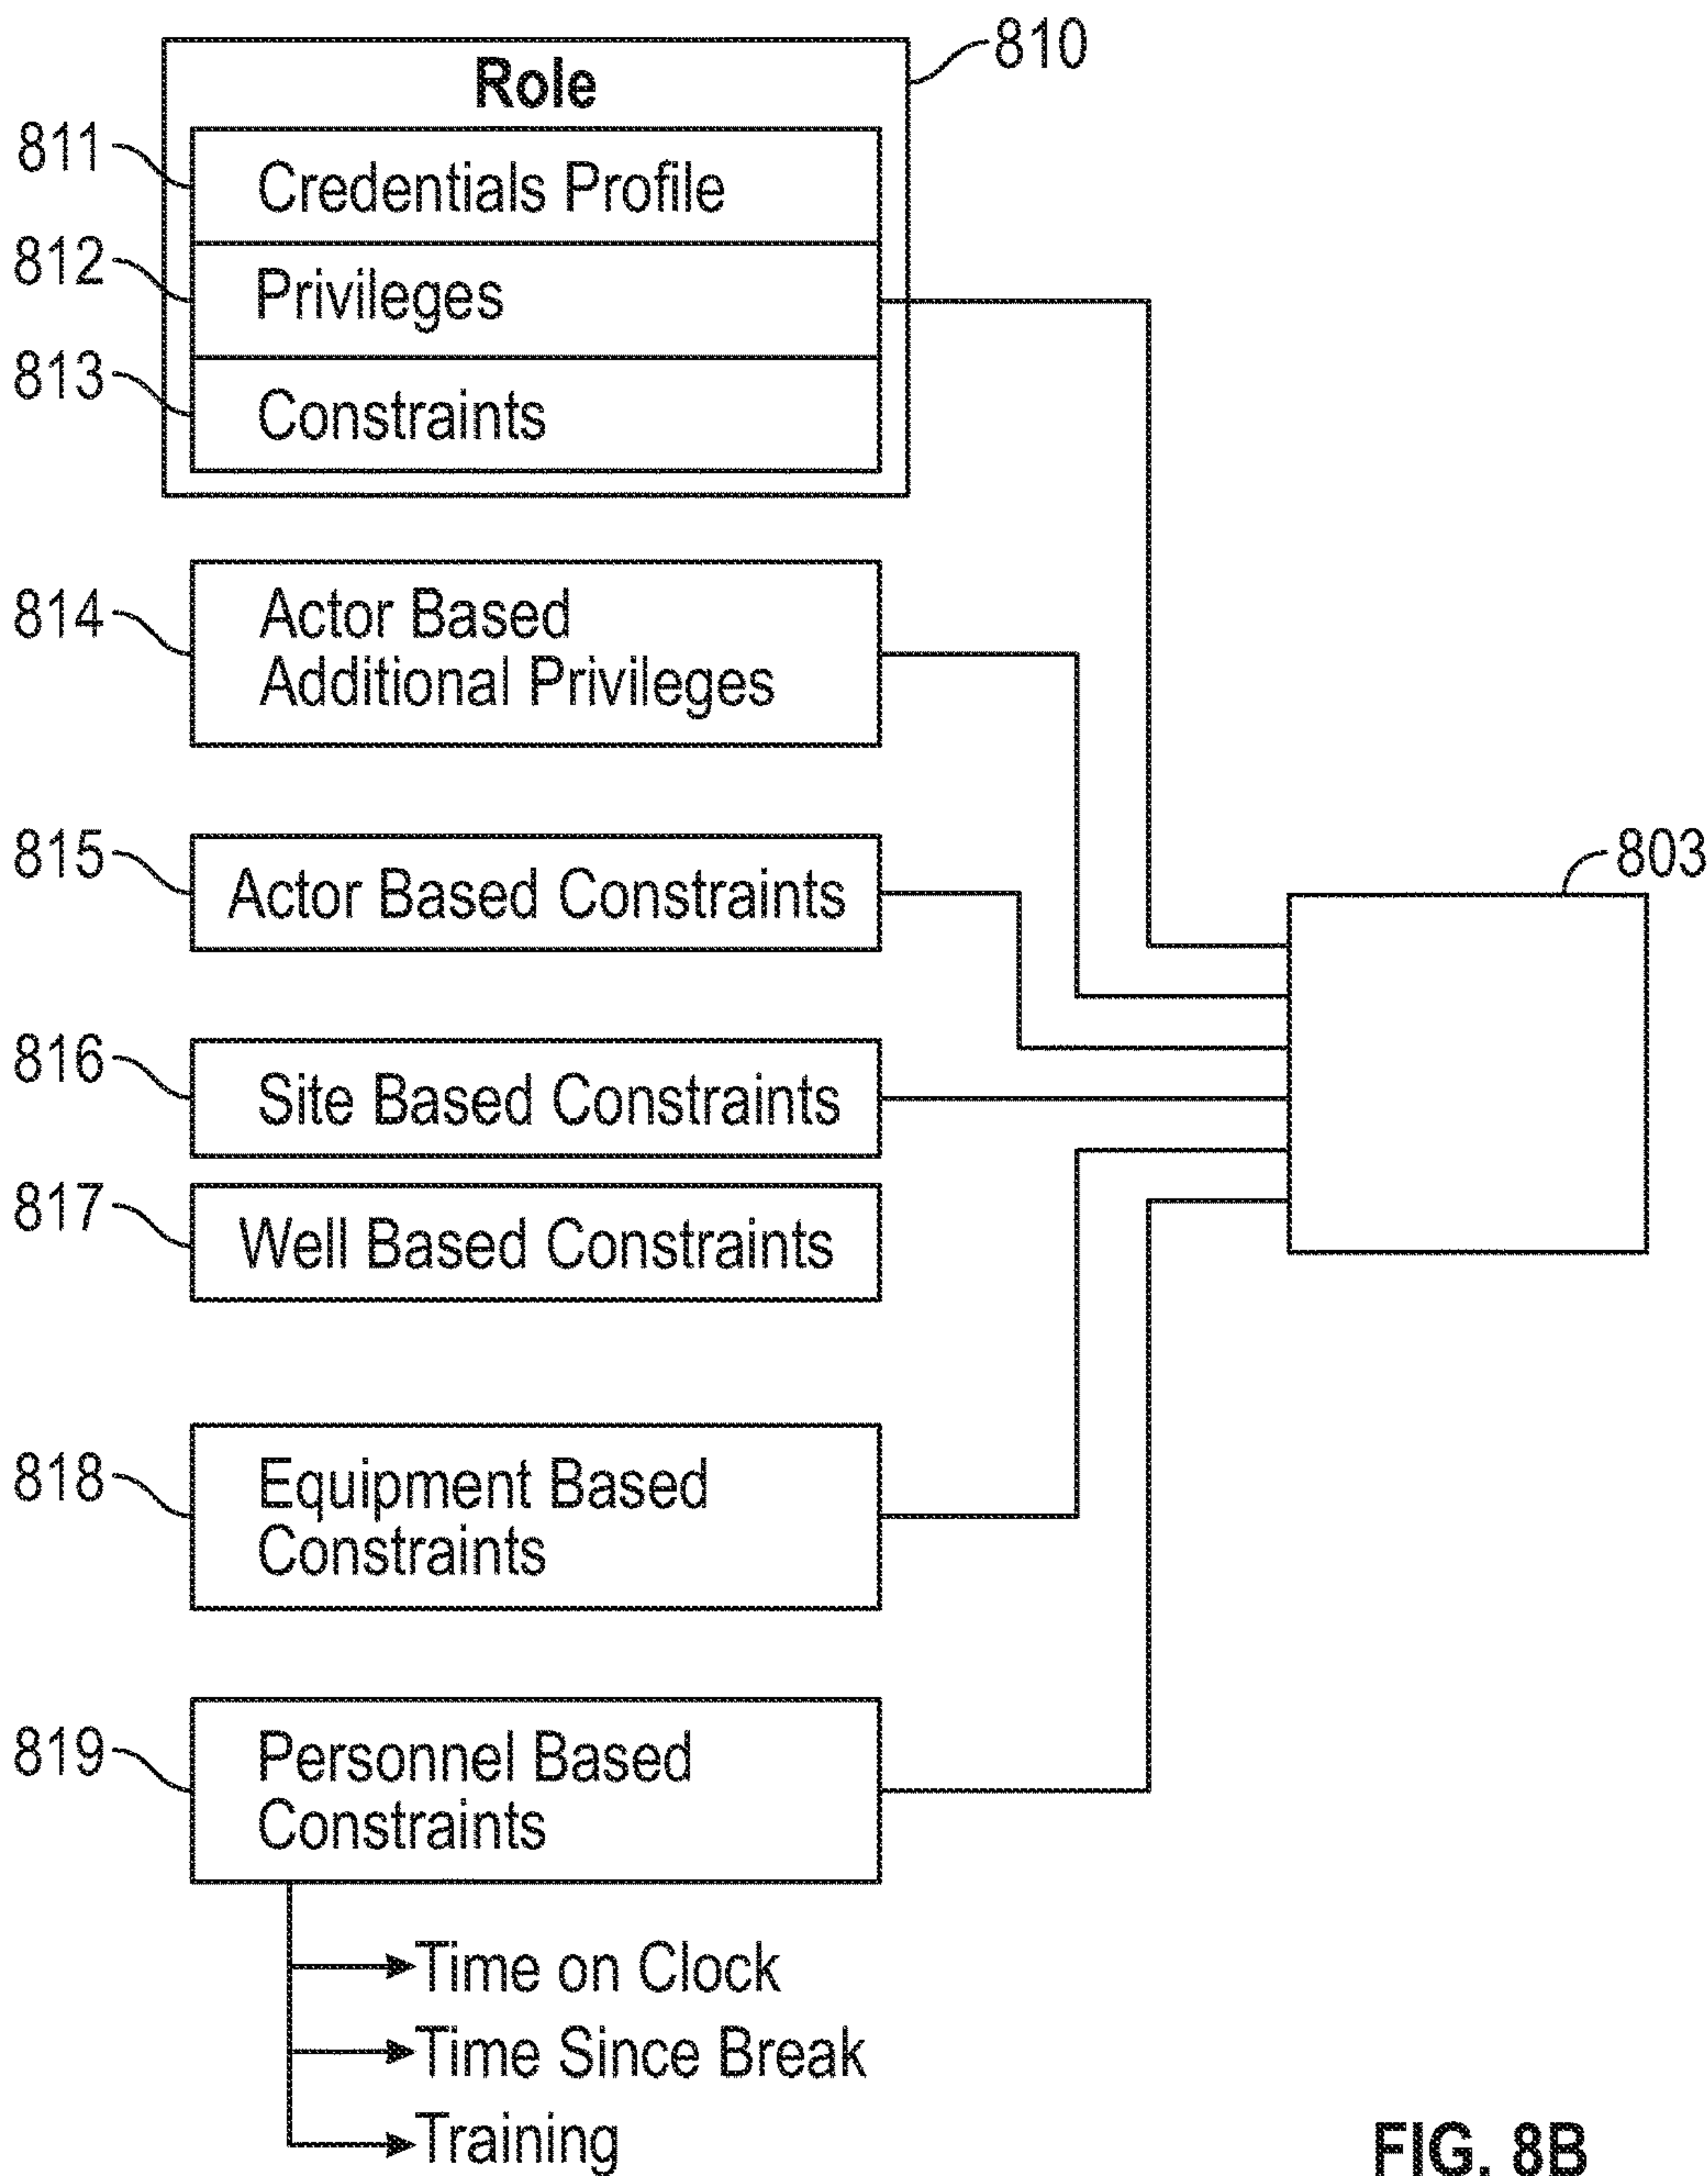 810
Role
811
Credentials Profile
812
Privileges
813
Constraints
814
Actor Based
Additional Privileges
815
Actor Based Constraints
803
816
Site Based Constraints
817
Well Based Constraints
818
Equipment Based
Constraints
819
Personnel Based
Constraints
Time on Clock
Time Since Break
Training
FIG. 8B